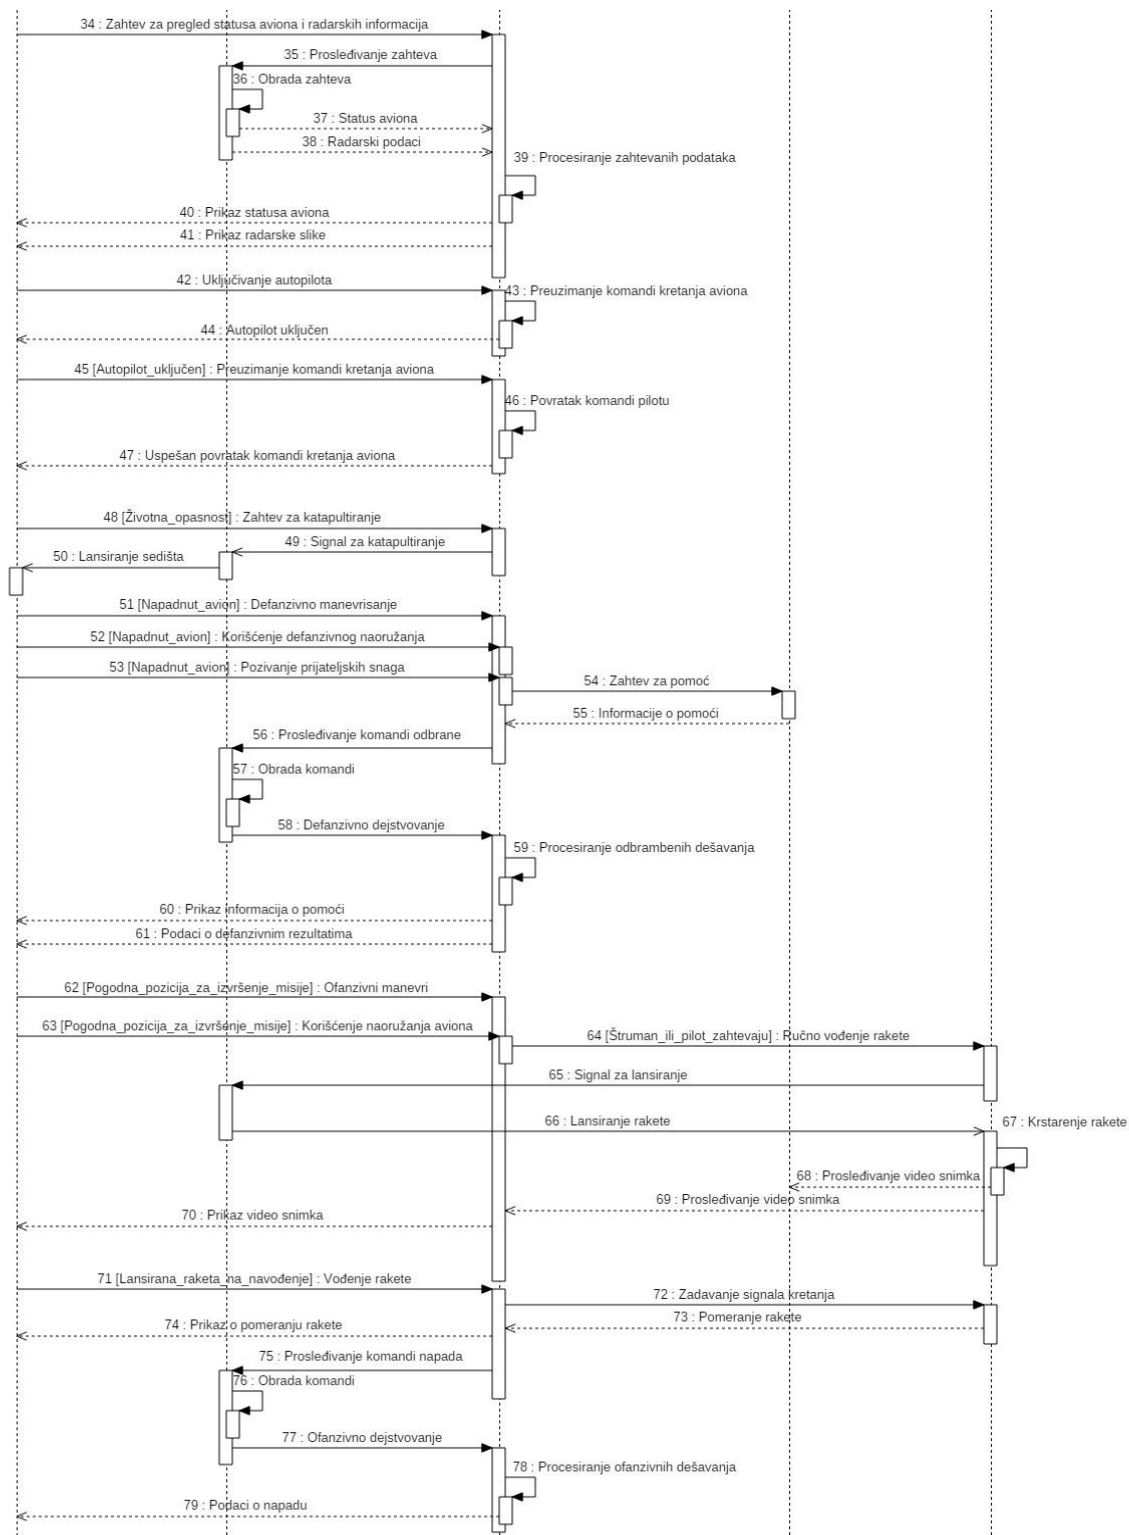 34 : Zahtev za pregled statusa aviona i radarskih informacija
35 : Prosleđivanje zahteva
36 : Obrada zahteva
37 : Status aviona
38 : Radarski podaci
39 : Procesiranje zahtevanih podataka
40 : Prikaz statusa aviona
41 : Prikaz radarske slike
42 : Uključivanje autopilota
43 : Preuzimanje komandi kretanja aviona
44 : Autopilot uključen
45 [Autopilot_uključen] : Preuzimanje komandi kretanja aviona
46 : Povratak komandi pilotu
47 : Uspešan povratak komandi kretanja aviona
48 [Životna_opasnost] : Zahtev za katapultiranje
49 : Signal za katapultiranje
50 : Lansiranje sedišta
51 [Napadnut_avion] : Defanzivno manevrisanje
52 [Napadnut_avion] : Korišćenje defanzivnog naoružanja
53 [Napadnut_avion] : Pozivanje prijateljskih snaga
54 : Zahtev za pomoć
55 : Informacije o pomoći
56 : Prosleđivanje komandi odbrane
57 : Obrada komandi
58 : Defanzivno dejstvovanje
59 : Procesiranje odbrambenih dešavanja
60 : Prikaz informacija o pomoći
61 : Podaci o defanzivnim rezultatima
62 [Pogodna_pozicija_za_izvršenje_misije] : Ofanzivni manevri
63 [Pogodna_pozicija_za_izvršenje_misije] : Korišćenje naoružanja aviona
64 [Štruman_ili_pilot_zahtevaju] : Ručno vođenje rakete
65 : Signal za lansiranje
66 : Lansiranje rakete
67 : Krstarenje rakete
68 : Prosleđivanje video snimka
69 : Prosleđivanje video snimka
70 : Prikaz video snimka
71 [Lansirana_raketa_na_navođenje] : Vođenje rakete
72 : Zadavanje signala kretanja
73 : Pomeranje rakete
74 : Prikaz o pomeranju rakete
75 : Prosleđivanje komandi napada
76 : Obrada komandi
77 : Ofanzivno dejstvovanje
78 : Procesiranje ofanzivnih dešavanja
79 : Podaci o napadu